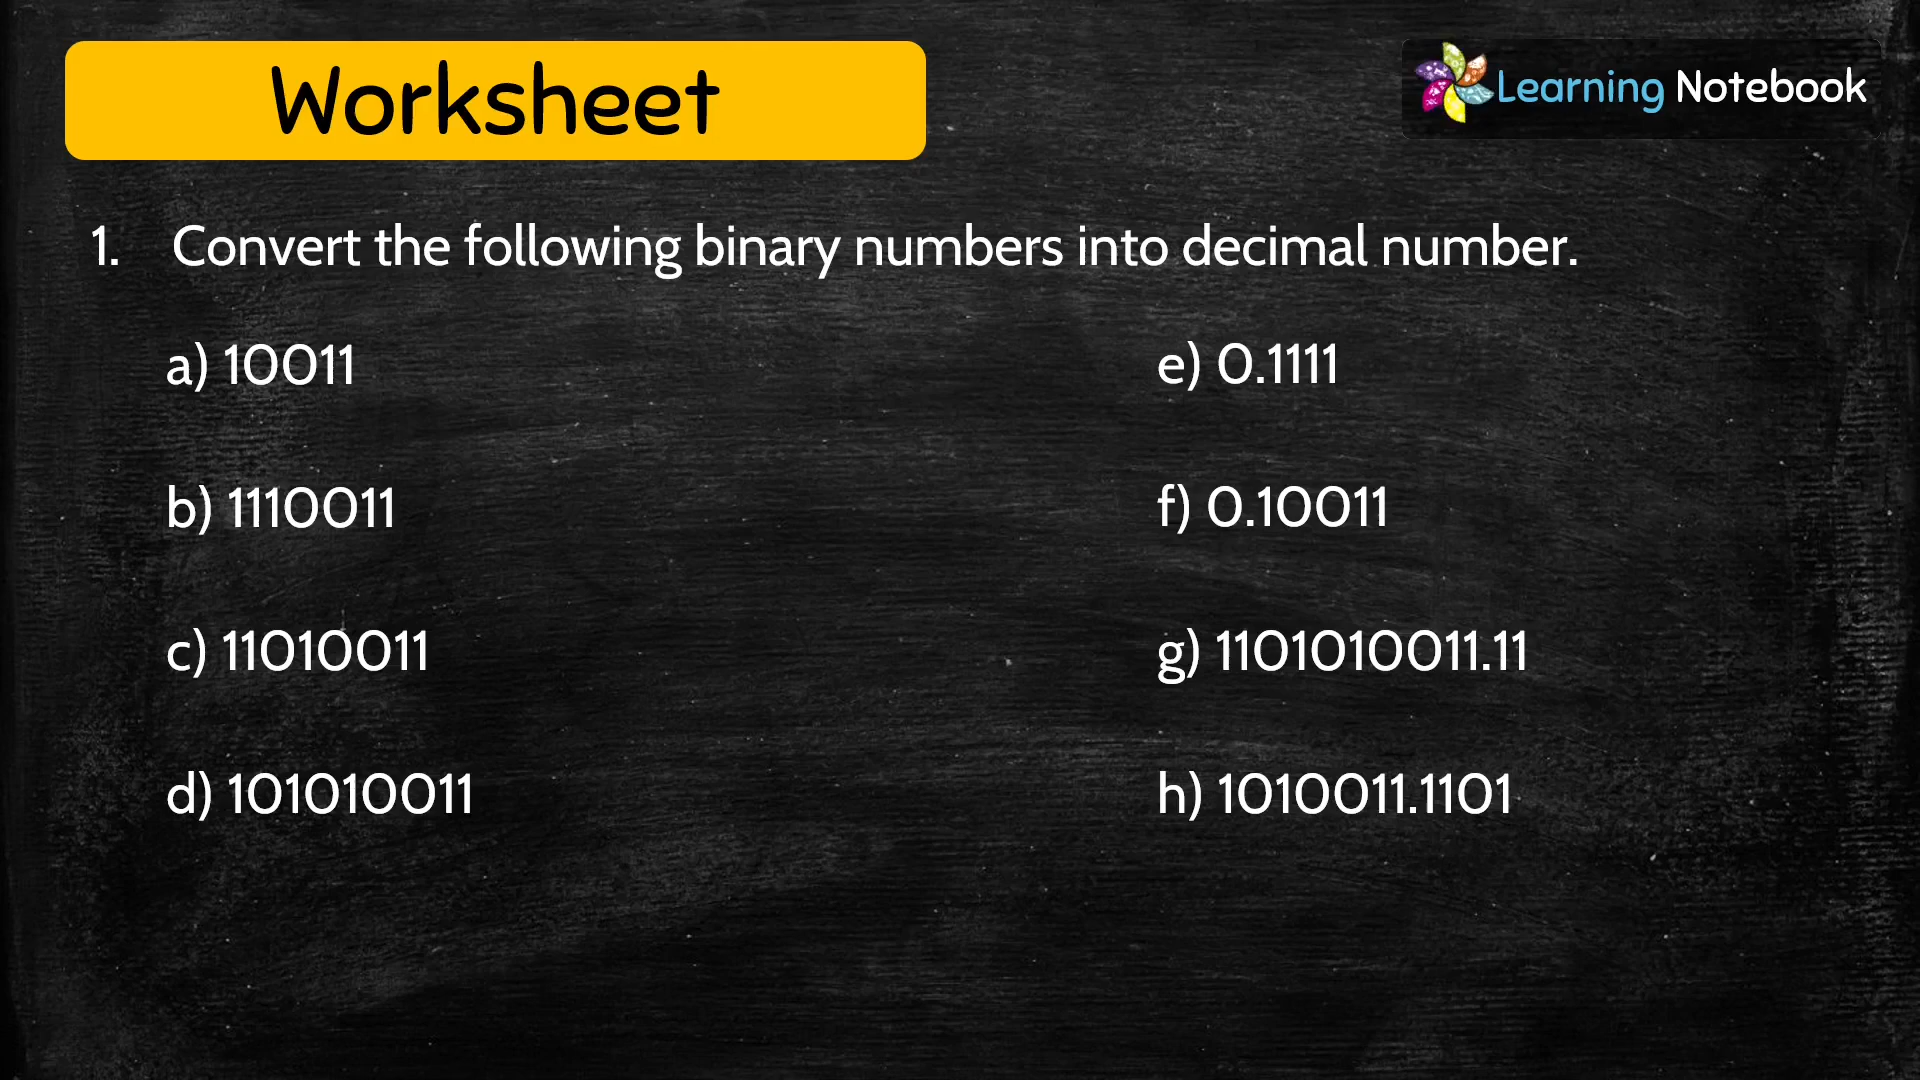 Worksheet
Learning Notebook
1. Convert the following binary numbers into decimal number.
a) 10011
e) 0.1111
b) 1110011
f) 0.10011
c) 11010011
g) 1101010011.11
d) 101010011
h) 1010011.1101